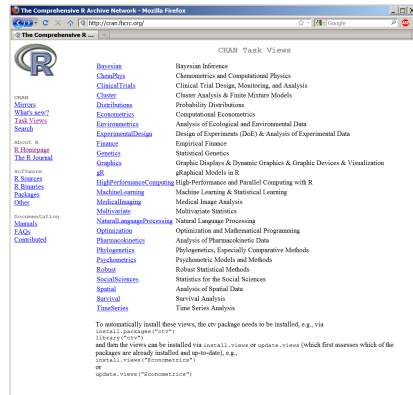 The Comprehensive R Archive Network - Mozilla Firefox
http://cran.fhcrc.org/
Google
The Comprehensive R ...
CRAN
Mirrors
What's new?
Task Views
Search
About R
R Homepage
The R Journal
Software
R Sources
R Binaries
Packages
Other
Documentation
Manuals
FAQs
Contributed
CRAN Task Views
Bayesian Bayesian Inference
ChemPhys Chemometrics and Computational Physics
ClinicalTrials Clinical Trial Design, Monitoring, and Analysis
Cluster Cluster Analysis & Finite Mixture Models
Distributions Probability Distributions
Econometrics Computational Econometrics
Environmetrics Analysis of Ecological and Environmental Data
ExperimentalDesign Design of Experiments (DoE) & Analysis of Experimental Data
Finance Empirical Finance
Genetics Statistical Genetics
Graphics Graphic Displays & Dynamic Graphics & Graphic Devices & Visualization
gR gRaphical Models in R
HighPerformanceComputing High-Performance and Parallel Computing with R
MachineLearning Machine Learning & Statistical Learning
MedicalImaging Medical Image Analysis
Multivariate Multivariate Statistics
NaturalLanguageProcessing Natural Language Processing
Optimization Optimization and Mathematical Programming
Pharmacokinetics Analysis of Pharmacokinetic Data
Phylogenetics Phylogenetics, Especially Comparative Methods
Psychometrics Psychometric Models and Methods
Robust Robust Statistical Methods
SocialSciences Statistics for the Social Sciences
Spatial Analysis of Spatial Data
Survival Survival Analysis
TimeSeries Time Series Analysis
To automatically install these views, the ctv package needs to be installed, e.g., via
install.packages("ctv")
library("ctv")
and then the views can be installed via install.views or update.views (which first assesses which of the
packages are already installed and up-to-date), e.g.,
install.views("Econometrics")
or
update.views("Econometrics")